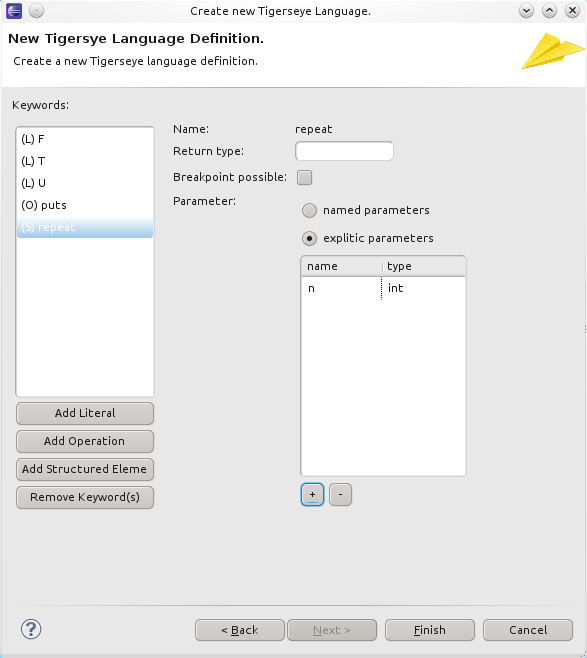 Create new Tigerseye Language.
New Tigersye Language Definition.
Create a new Tigerseye language definition.
Keywords:
(L) F
(L) T
(L) U
(O) puts
(S) repeat
Add Literal
Add Operation
Add Structured Eleme
Remove Keyword(s)
Name: repeat
Return type:
Breakpoint possible:
Parameter:
named parameters
explitic parameters
name type
n int
+ -
? < Back Next > Finish Cancel